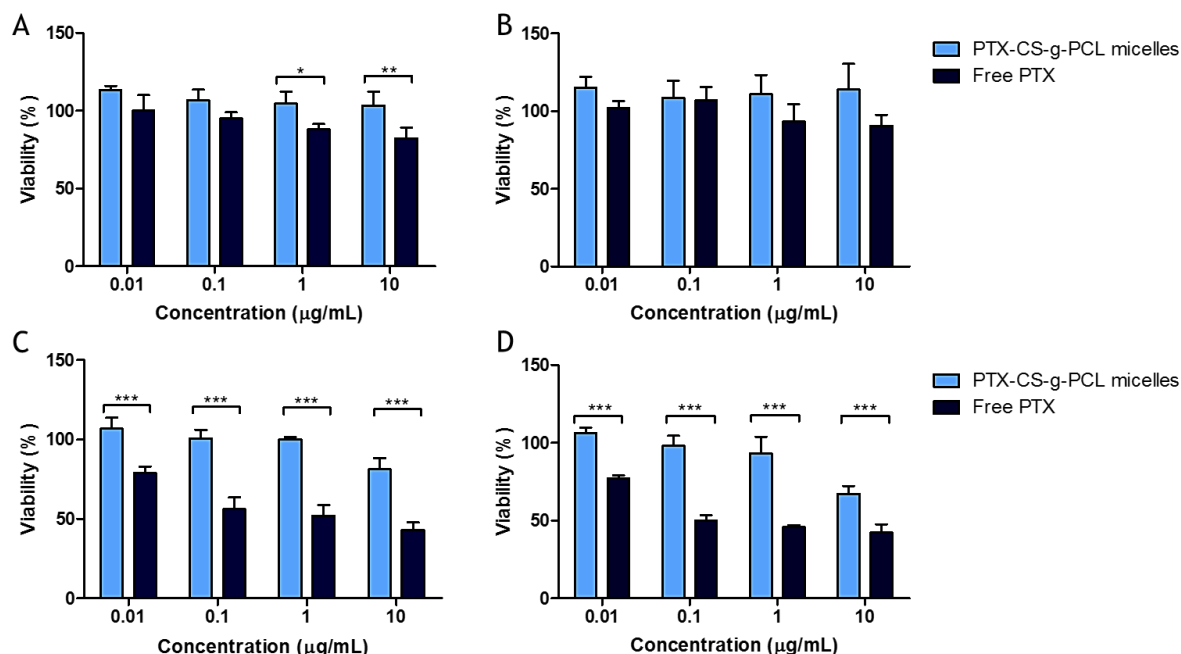 A
150
100
50
0
Viability (% )
* **
0.01 0.1 1 10
Concentration (μg/mL)
B
150
100
50
0
Viability (% )
0.01 0.1 1 10
Concentration (μg/mL)
PTX-CS-g-PCL micelles
Free PTX
C
150
100
50
0
Viability (% )
*** *** *** ***
0.01 0.1 1 10
Concentration (μg/mL)
D
150
100
50
0
Viability (% )
*** *** *** ***
0.01 0.1 1 10
Concentration (μg/mL)
PTX-CS-g-PCL micelles
Free PTX